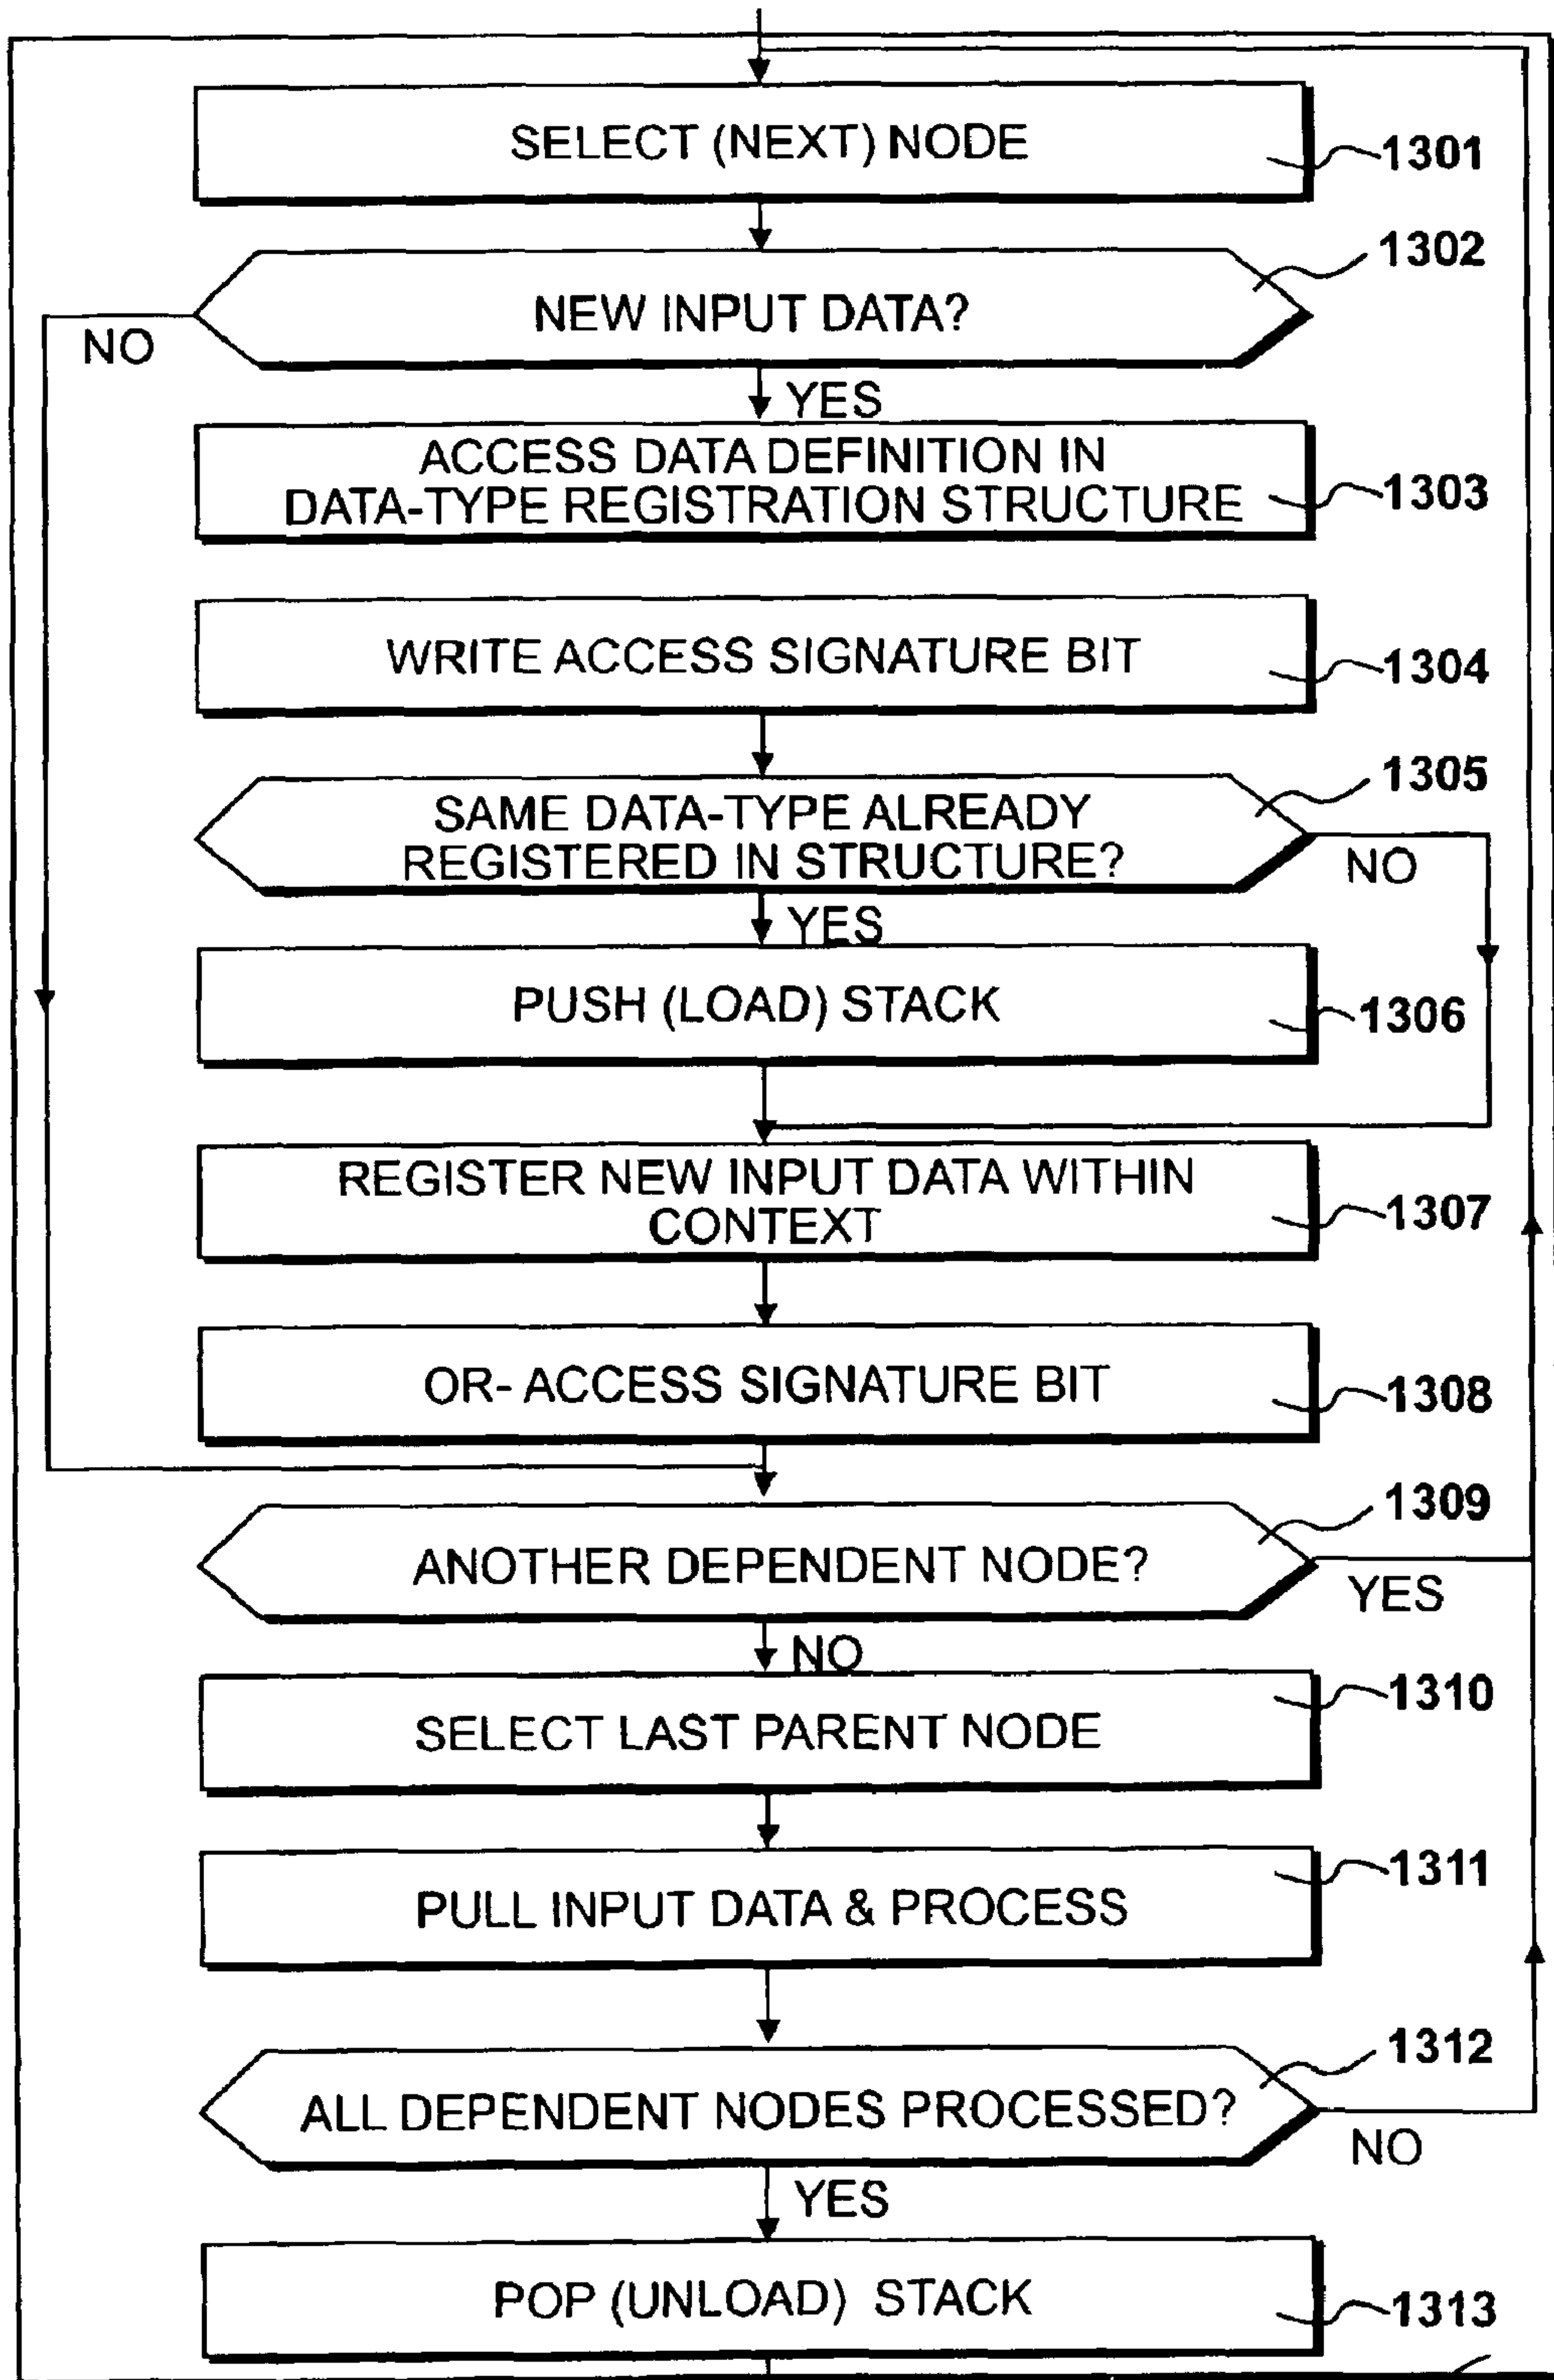 SELECT (NEXT) NODE
1301
1302
NEW INPUT DATA?
NO
YES
ACCESS DATA DEFINITION IN
DATA-TYPE REGISTRATION STRUCTURE
1303
WRITE ACCESS SIGNATURE BIT
1304
1305
SAME DATA-TYPE ALREADY
REGISTERED IN STRUCTURE?
NO
YES
PUSH (LOAD) STACK
1306
REGISTER NEW INPUT DATA WITHIN
CONTEXT
1307
OR- ACCESS SIGNATURE BIT
1308
1309
ANOTHER DEPENDENT NODE?
YES
NO
1310
SELECT LAST PARENT NODE
1311
PULL INPUT DATA & PROCESS
1312
ALL DEPENDENT NODES PROCESSED?
NO
YES
POP (UNLOAD) STACK
1313